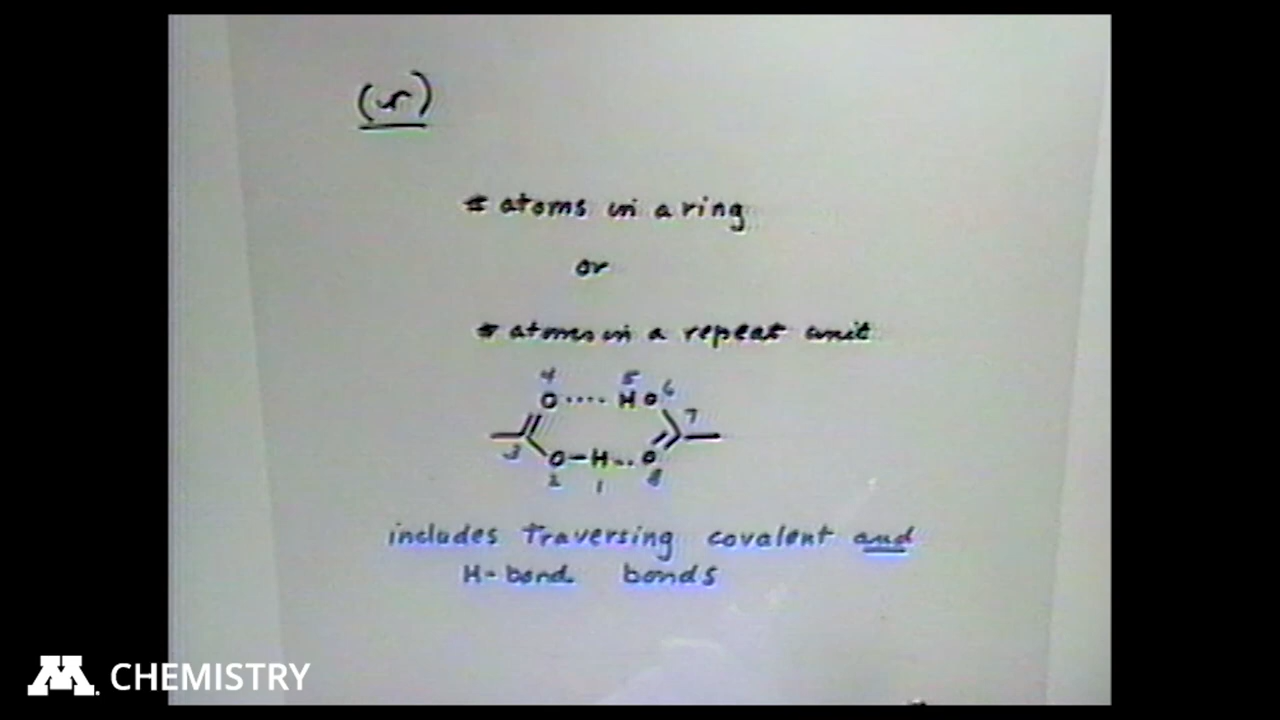 (r)
# atoms in a ring
or
# atoms in a repeat unit
4 5 6
O .... H O 7
3 O - H ... O
2 1 8
includes Traversing covalent and
H-bond bonds
M. CHEMISTRY